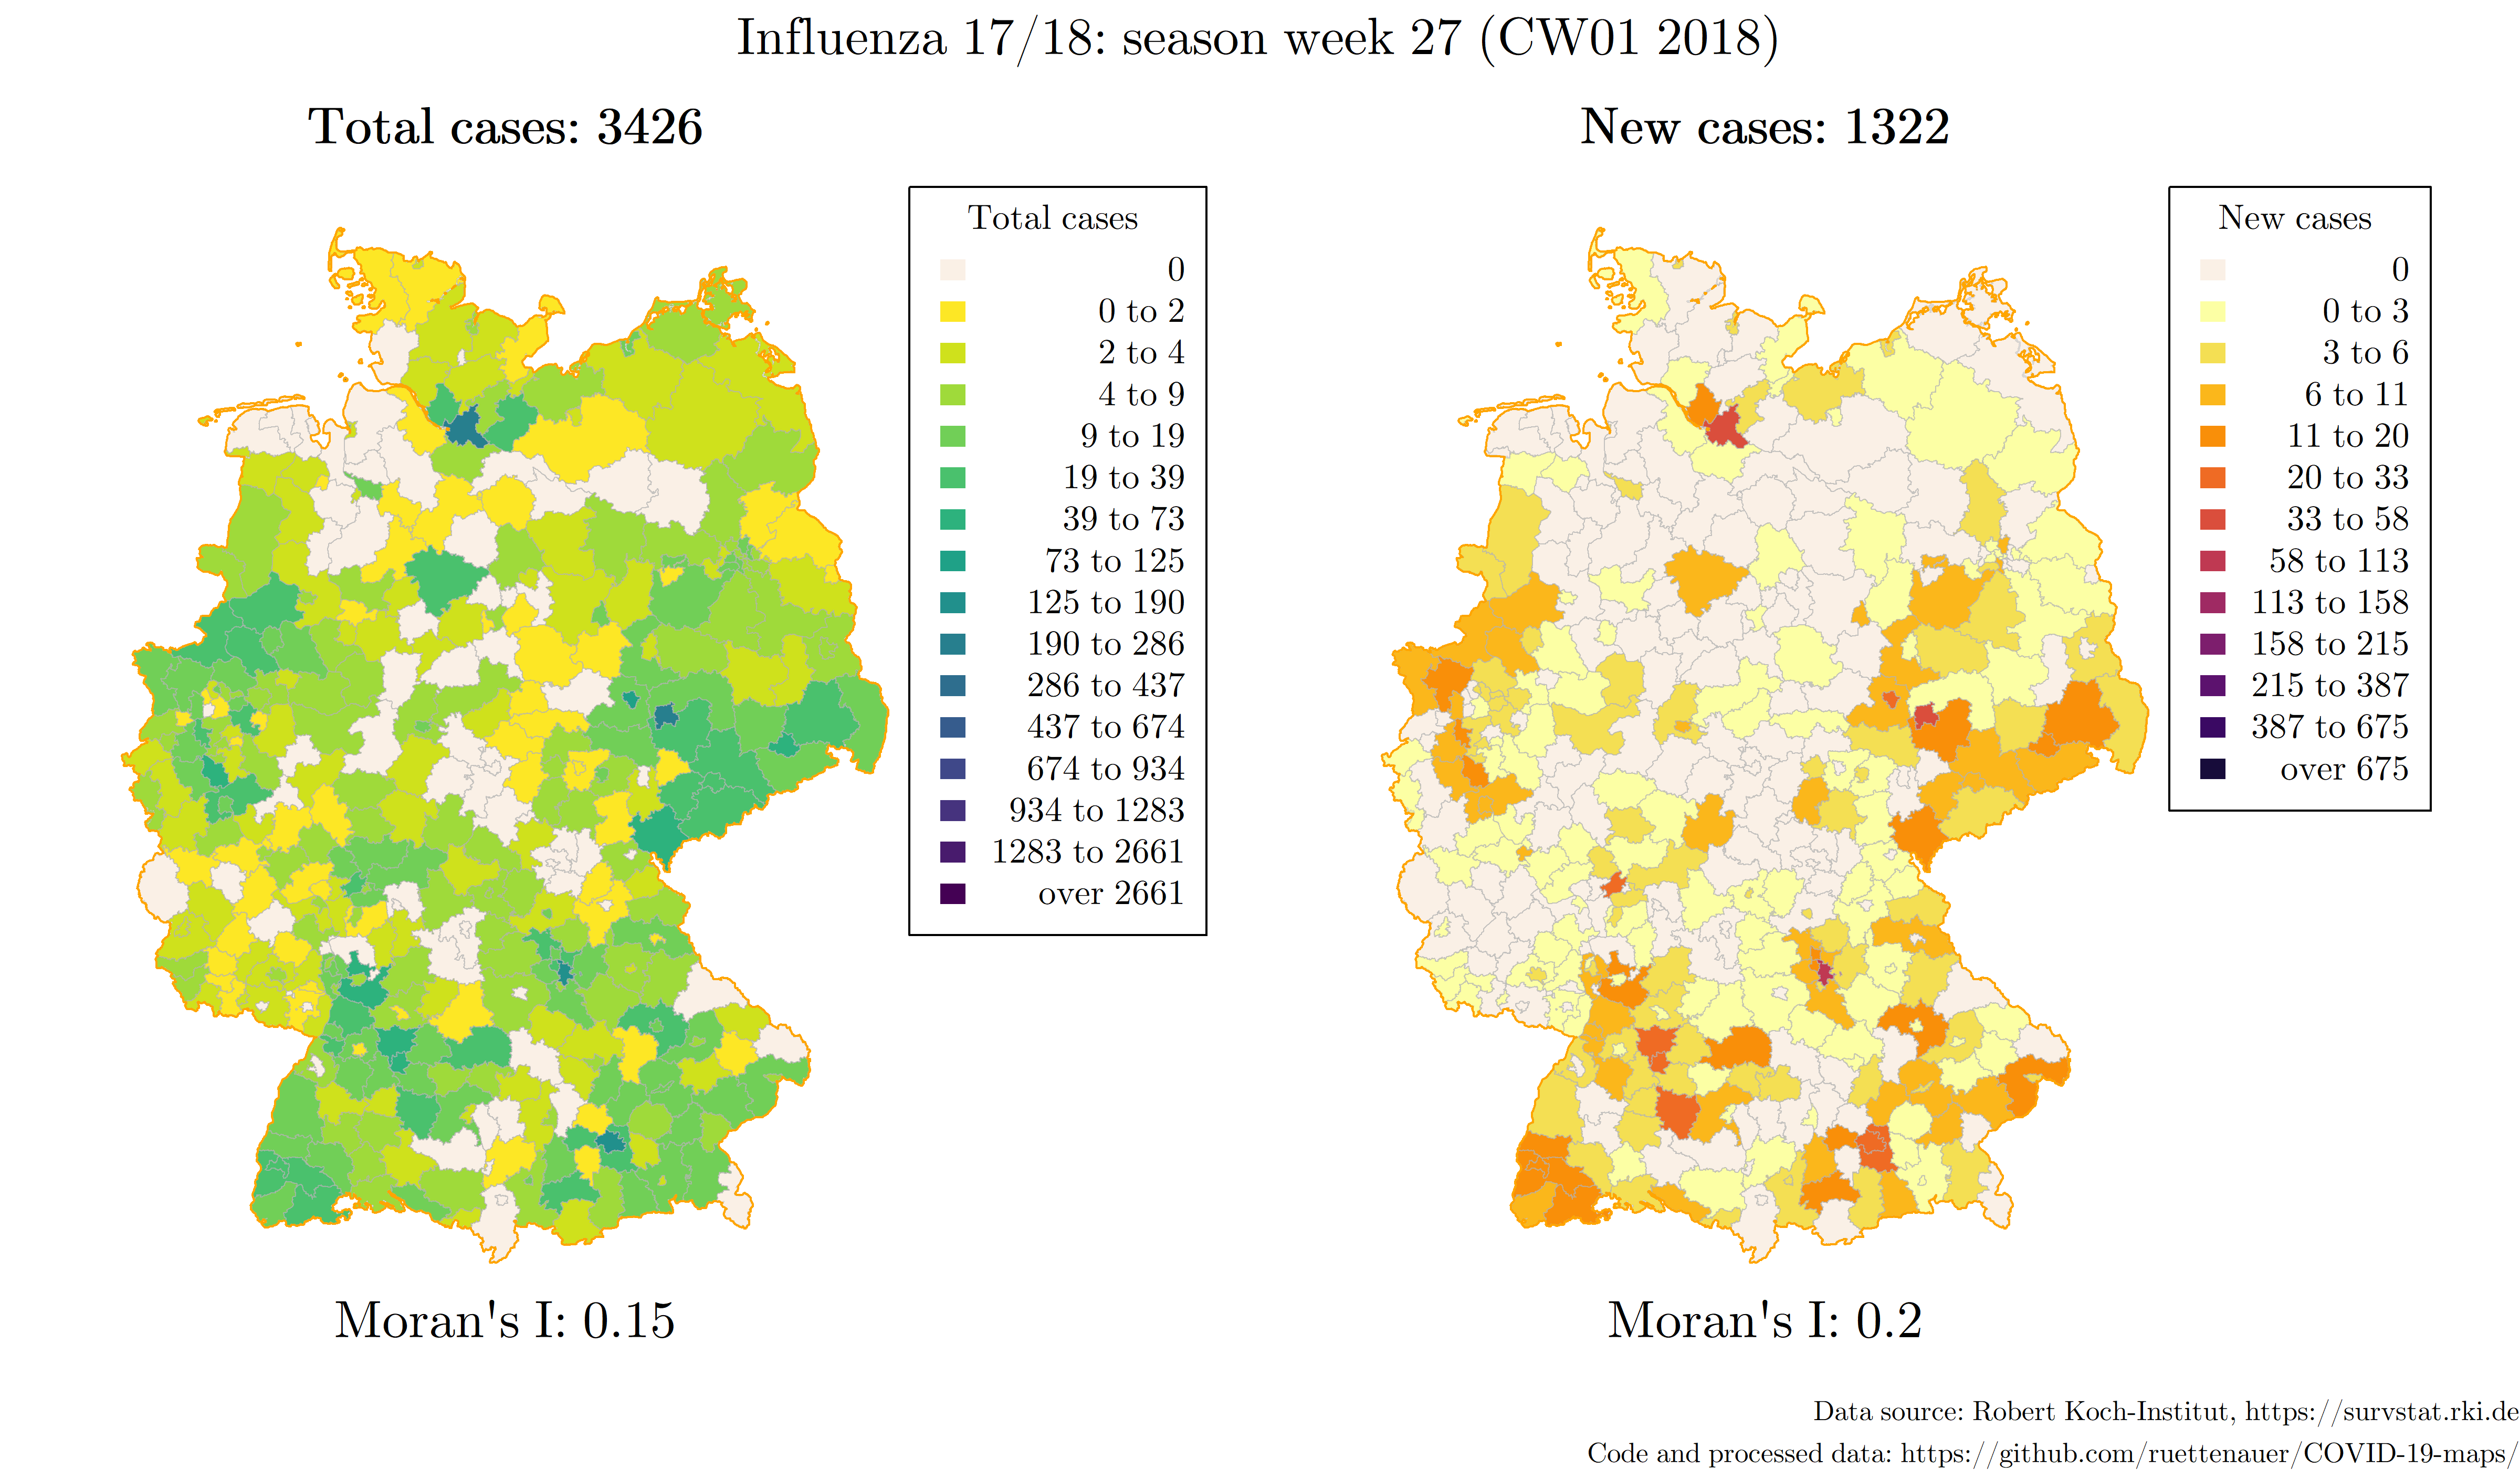 Influenza 17/18: season week 27 (CW01 2018)
Total cases: 3426
Total cases
0
0 to 2
2 to 4
4 to 9
9 to 19
19 to 39
39 to 73
73 to 125
125 to 190
190 to 286
286 to 437
437 to 674
674 to 934
934 to 1283
1283 to 2661
over 2661
Moran's I: 0.15
New cases: 1322
New cases
0
0 to 3
3 to 6
6 to 11
11 to 20
20 to 33
33 to 58
58 to 113
113 to 158
158 to 215
215 to 387
387 to 675
over 675
Moran's I: 0.2
Data source: Robert Koch-Institut, https://survstat.rki.de
Code and processed data: https://github.com/ruettenauer/COVID-19-maps/